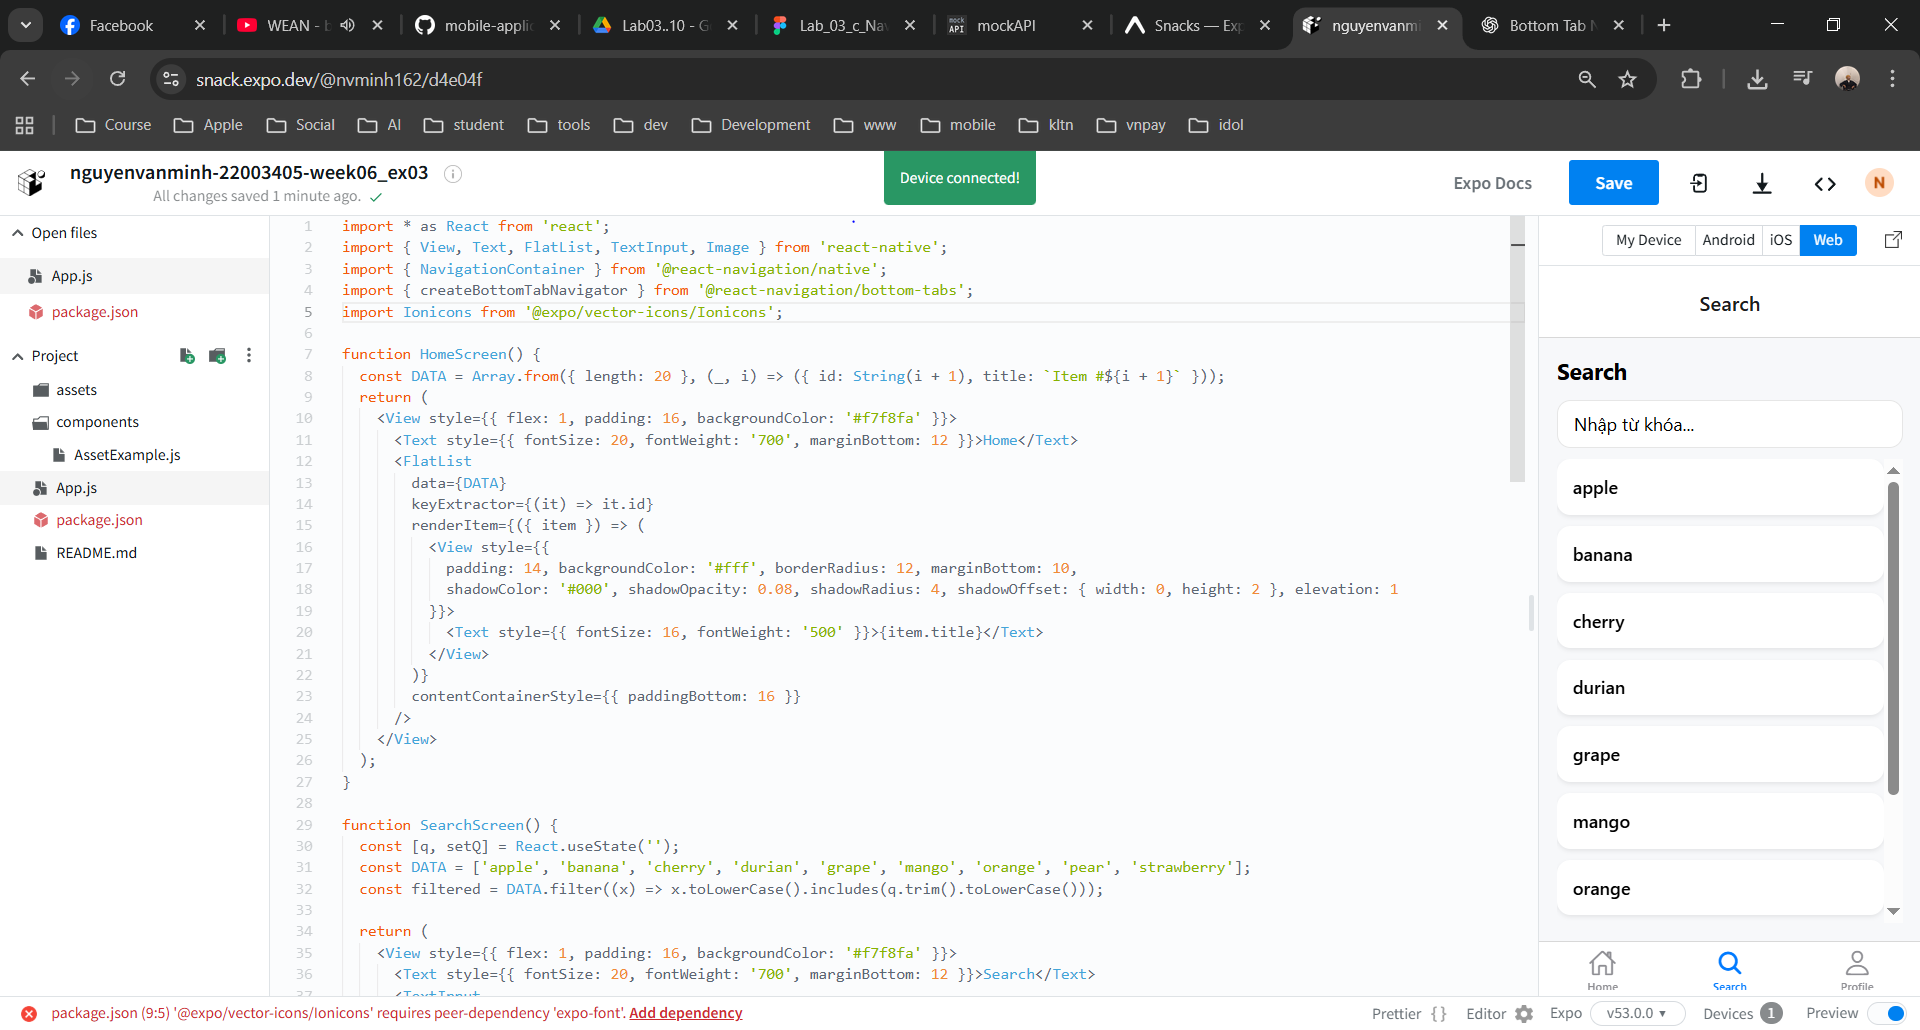 Facebook
WEAN - b
mobile-applic
Lab03..10 - G
Lab_03_c_Nav
mock API
mockAPI
Snacks — Exp
nguyenvanmi
Bottom Tab N
snack.expo.dev/@nvminh162/d4e04f
Course
Apple
Social
AI
student
tools
dev
Development
www
mobile
kltn
vnpay
idol
nguyenvanminh-22003405-week06_ex03
All changes saved 1 minute ago.
Device connected!
Expo Docs
Save
N
Open files
App.js
package.json
Project
assets
components
AssetExample.js
App.js
package.json
README.md
1 import * as React from 'react';
2 import { View, Text, FlatList, TextInput, Image } from 'react-native';
3 import { NavigationContainer } from '@react-navigation/native';
4 import { createBottomTabNavigator } from '@react-navigation/bottom-tabs';
5 import Ionicons from '@expo/vector-icons/Ionicons';
6
7 function HomeScreen() {
8 const DATA = Array.from({ length: 20 }, (_, i) => ({ id: String(i + 1), title: `Item #${i + 1}` }));
9 return (
10 <View style={{ flex: 1, padding: 16, backgroundColor: '#f7f8fa' }}>
11 <Text style={{ fontSize: 20, fontWeight: '700', marginBottom: 12 }}>Home</Text>
12 <FlatList
13 data={DATA}
14 keyExtractor={(it) => it.id}
15 renderItem={({ item }) => (
16 <View style={{
17 padding: 14, backgroundColor: '#fff', borderRadius: 12, marginBottom: 10,
18 shadowColor: '#000', shadowOpacity: 0.08, shadowRadius: 4, shadowOffset: { width: 0, height: 2 }, elevation: 1
19 }}>
20 <Text style={{ fontSize: 16, fontWeight: '500' }}>{item.title}</Text>
21 </View>
22 )}
23 contentContainerStyle={{ paddingBottom: 16 }}
24 />
25 </View>
26 );
27 }
28
29 function SearchScreen() {
30 const [q, setQ] = React.useState('');
31 const DATA = ['apple', 'banana', 'cherry', 'durian', 'grape', 'mango', 'orange', 'pear', 'strawberry'];
32 const filtered = DATA.filter((x) => x.toLowerCase().includes(q.trim().toLowerCase()));
33
34 return (
35 <View style={{ flex: 1, padding: 16, backgroundColor: '#f7f8fa' }}>
36 <Text style={{ fontSize: 20, fontWeight: '700', marginBottom: 12 }}>Search</Text>
37 <TextInput
My Device
Android
iOS
Web
Search
Search
Nhập từ khóa...
apple
banana
cherry
durian
grape
mango
orange
Home
Search
Profile
package.json (9:5) '@expo/vector-icons/Ionicons' requires peer-dependency 'expo-font'. Add dependency
Prettier {}
Editor
Expo
v53.0.0
Devices 1
Preview